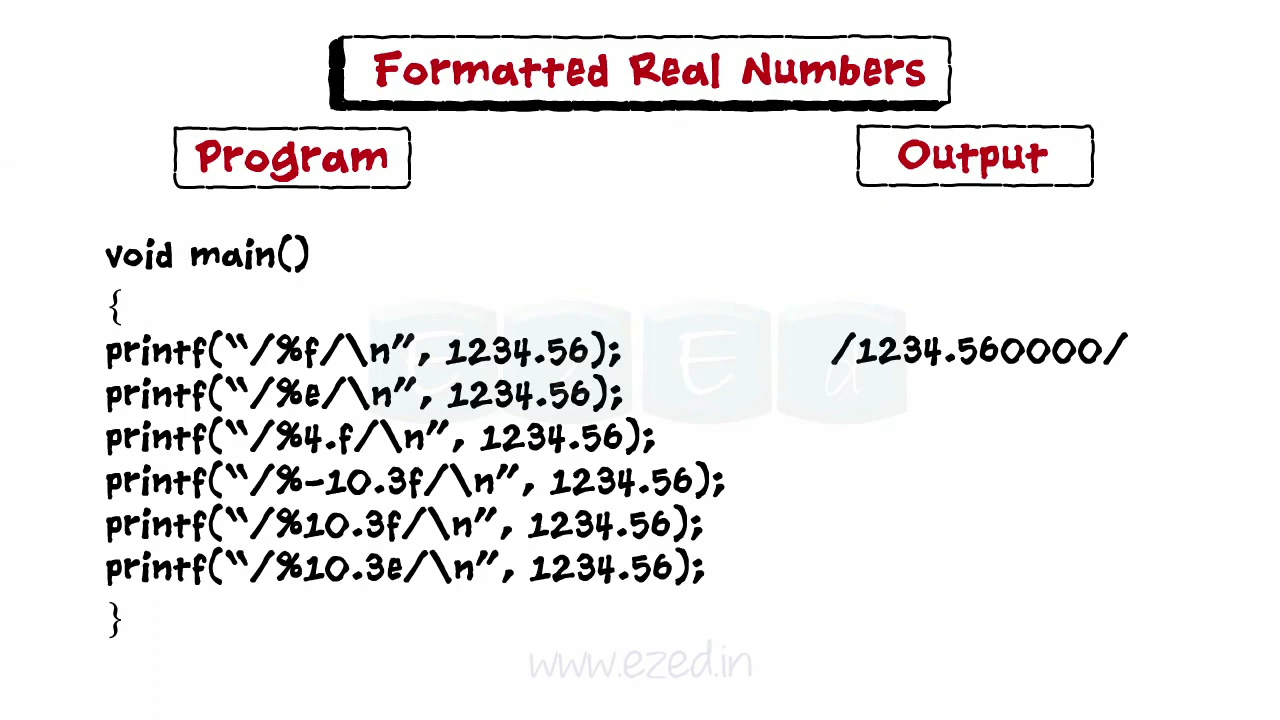 Formatted Real Numbers
Program
Output
void main()
{
printf(“/%f/\n”, 1234.56);
/1234.560000/
printf(“/%e/\n”, 1234.56);
printf(“/%4.f/\n”, 1234.56);
printf(“/%-10.3f/\n”, 1234.56);
printf(“/%10.3f/\n”, 1234.56);
printf(“/%10.3e/\n”, 1234.56);
}
www.ezed.in